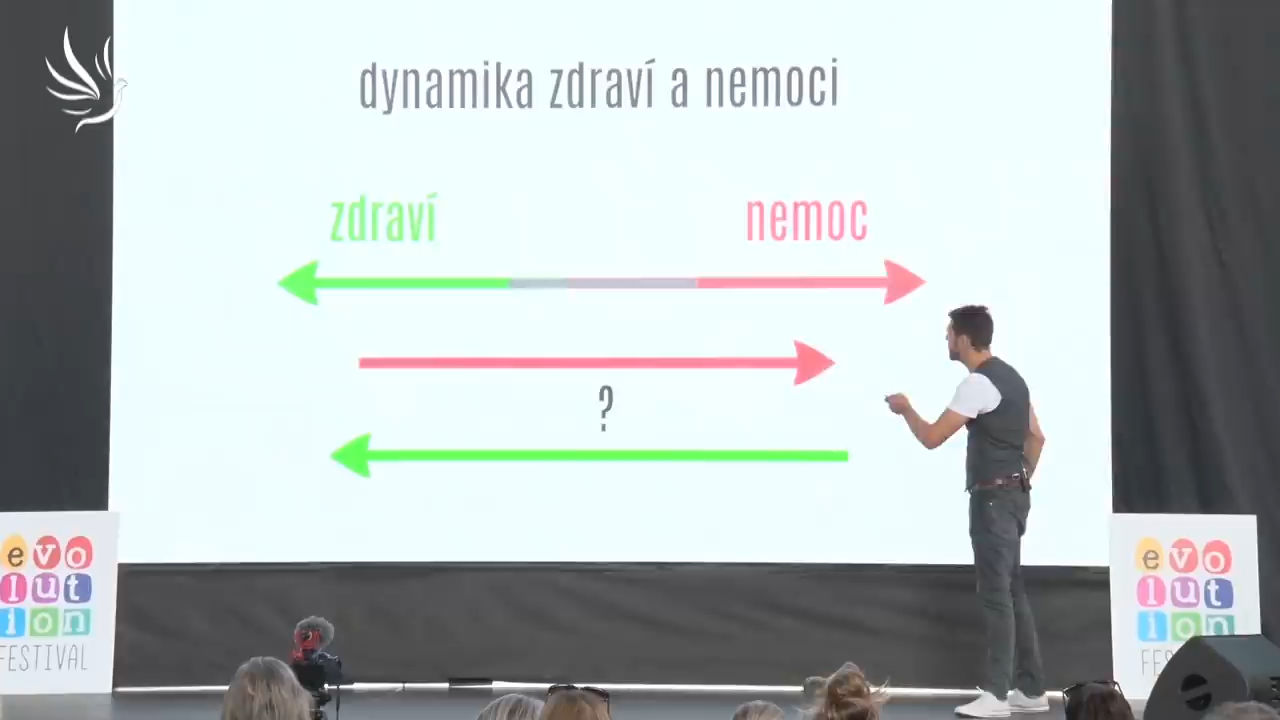 dynamika zdraví a nemoci
zdraví
nemoc
?
evo
lut
ion
FESTIVAL
evo
lut
ion